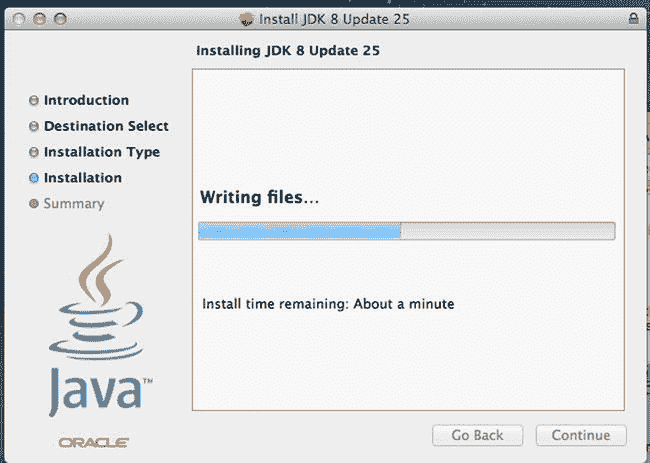 Install JDK 8 Update 25
Installing JDK 8 Update 25
Introduction
Destination Select
Installation Type
Installation
Summary
Writing files...
Install time remaining: About a minute
Java™
ORACLE
Go Back
Continue